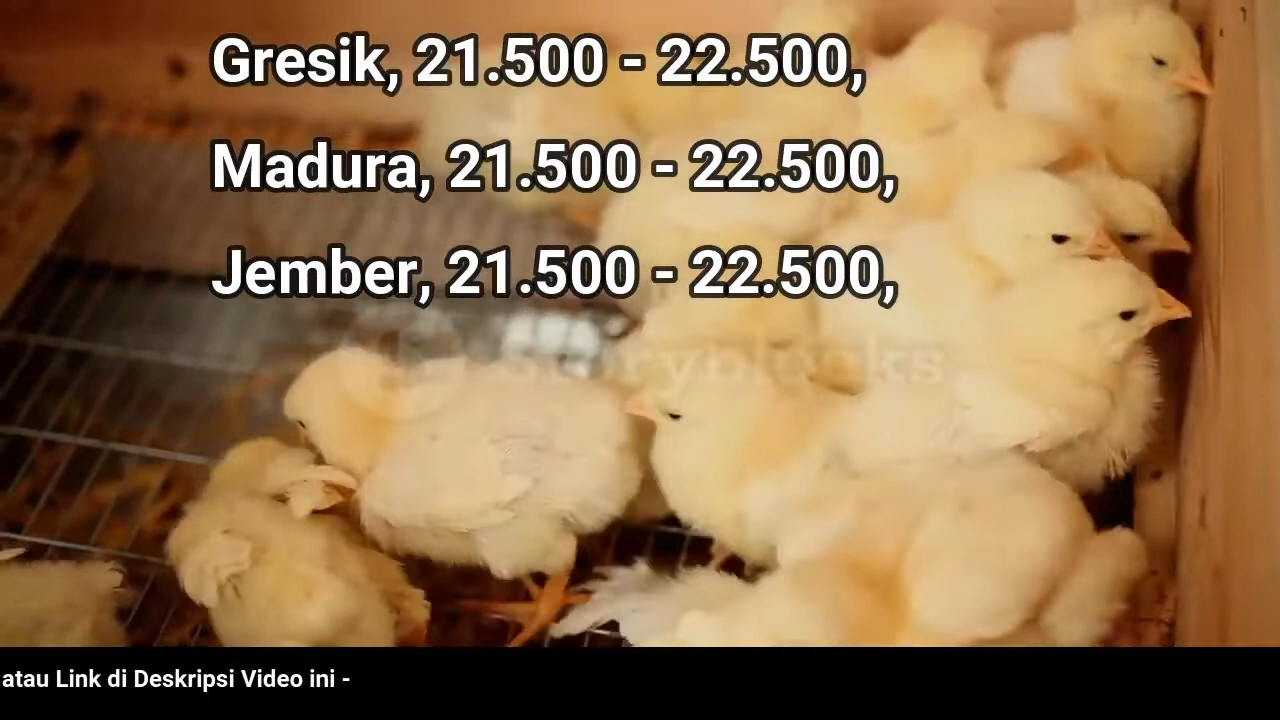 Gresik, 21.500 - 22.500,
Madura, 21.500 - 22.500,
Jember, 21.500 - 22.500,
Storyblocks
atau Link di Deskripsi Video ini -